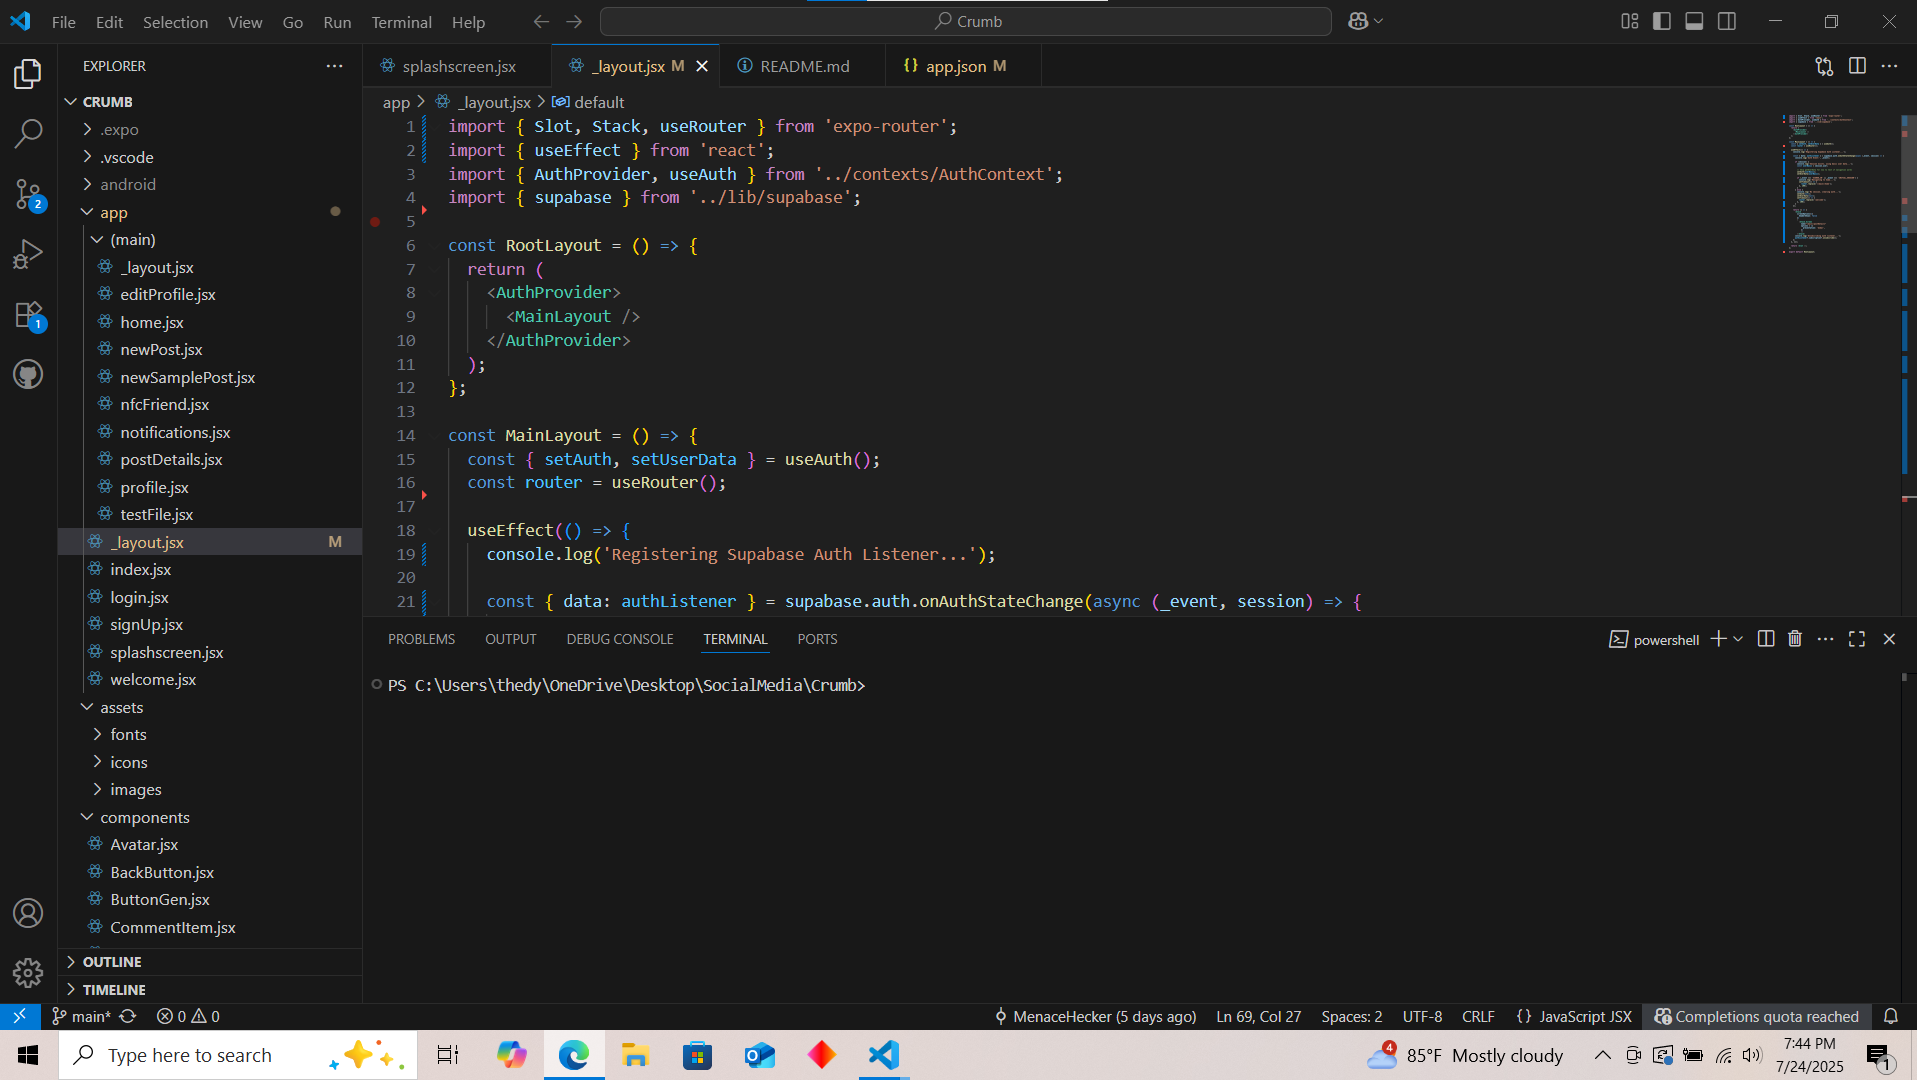 File Edit Selection View Go Run Terminal Help
Crumb
EXPLORER
CRUMB
.expo
.vscode
android
app
(main)
_layout.jsx
editProfile.jsx
home.jsx
newPost.jsx
newSamplePost.jsx
nfcFriend.jsx
notifications.jsx
postDetails.jsx
profile.jsx
testFile.jsx
_layout.jsx M
index.jsx
login.jsx
signUp.jsx
splashscreen.jsx
welcome.jsx
assets
fonts
icons
images
components
Avatar.jsx
BackButton.jsx
ButtonGen.jsx
CommentItem.jsx
OUTLINE
TIMELINE
2
1
splashscreen.jsx
_layout.jsx M
README.md
{} app.json M
app > _layout.jsx > default
1 import { Slot, Stack, useRouter } from 'expo-router';
2 import { useEffect } from 'react';
3 import { AuthProvider, useAuth } from '../contexts/AuthContext';
4 import { supabase } from '../lib/supabase';
5
6 const RootLayout = () => {
7 return (
8 <AuthProvider>
9 <MainLayout />
10 </AuthProvider>
11 );
12 };
13
14 const MainLayout = () => {
15 const { setAuth, setUserData } = useAuth();
16 const router = useRouter();
17
18 useEffect(() => {
19 console.log('Registering Supabase Auth Listener...');
20
21 const { data: authListener } = supabase.auth.onAuthStateChange(async (_event, session) => {
PROBLEMS OUTPUT DEBUG CONSOLE TERMINAL PORTS
powershell
PS C:\Users\thedy\OneDrive\Desktop\SocialMedia\Crumb>
main* 0 0
MenaceHecker (5 days ago) Ln 69, Col 27 Spaces: 2 UTF-8 CRLF {} JavaScript JSX Completions quota reached
Type here to search
4
85°F Mostly cloudy
7:44 PM
7/24/2025
1